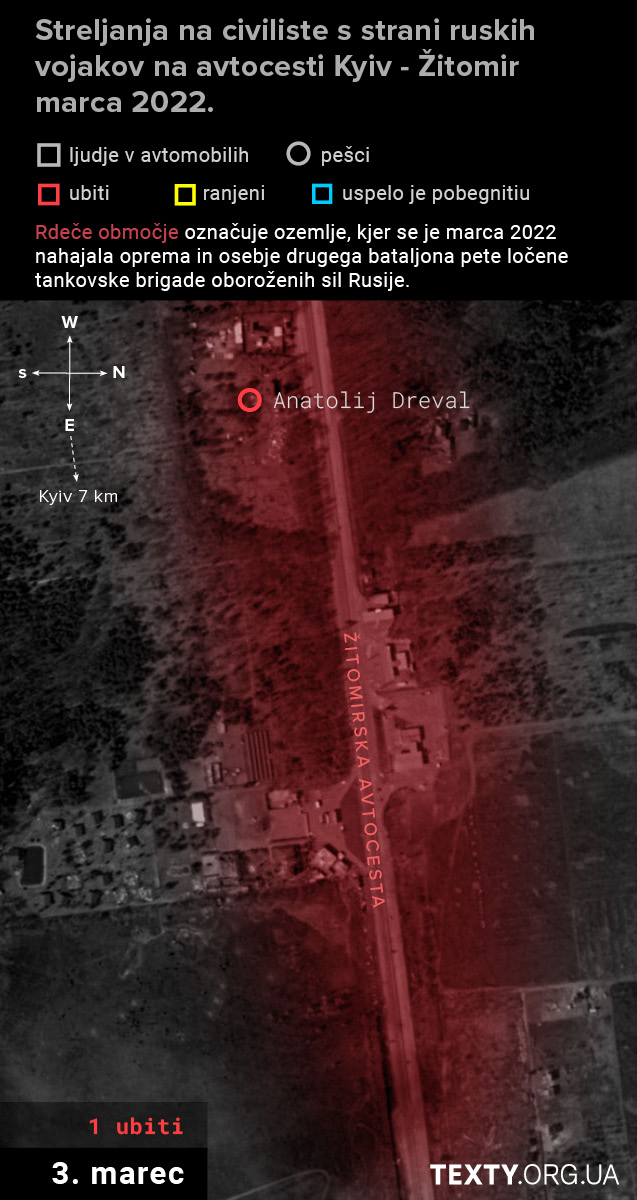 Streljanja na civiliste s strani ruskih
vojakov na avtocesti Kyiv - Žitomir
marca 2022.
ljudje v avtomobilih pešci
ubiti ranjeni uspelo je pobegnitiu
Rdeče območje označuje ozemlje, kjer se je marca 2022
nahajala oprema in osebje drugega bataljona pete ločene
tankovske brigade oboroženih sil Rusije.
W
s N
E
Kyiv 7 km
Anatolij Dreval
ŽITOMIRSKA AVTOCESTA
1 ubiti
3. marec
TEXTY.ORG.UA